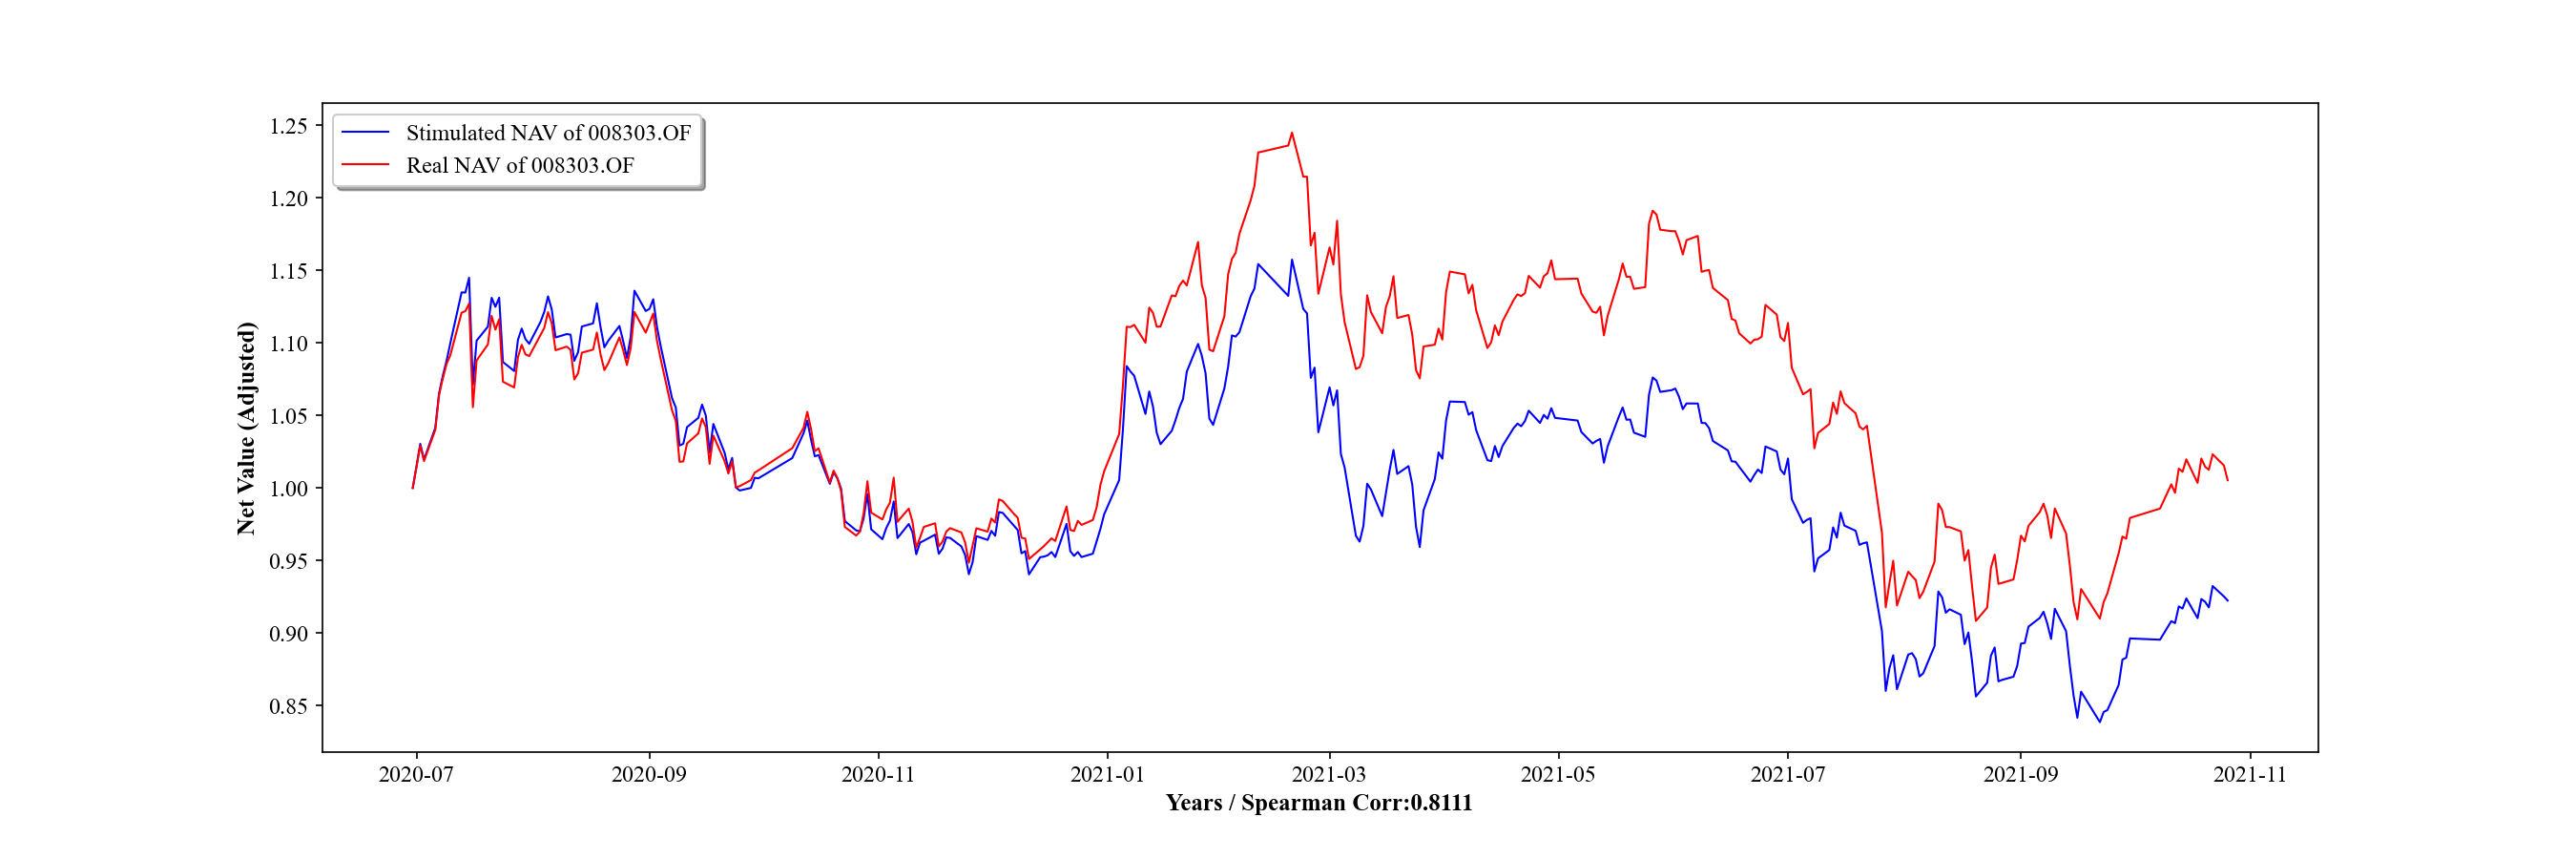 Stimulated NAV of 008303.OF
Real NAV of 008303.OF
1.25
1.20
1.15
1.10
1.05
1.00
0.95
0.90
0.85
Net Value (Adjusted)
2020-07 2020-09 2020-11 2021-01 2021-03 2021-05 2021-07 2021-09 2021-11
Years / Spearman Corr:0.8111